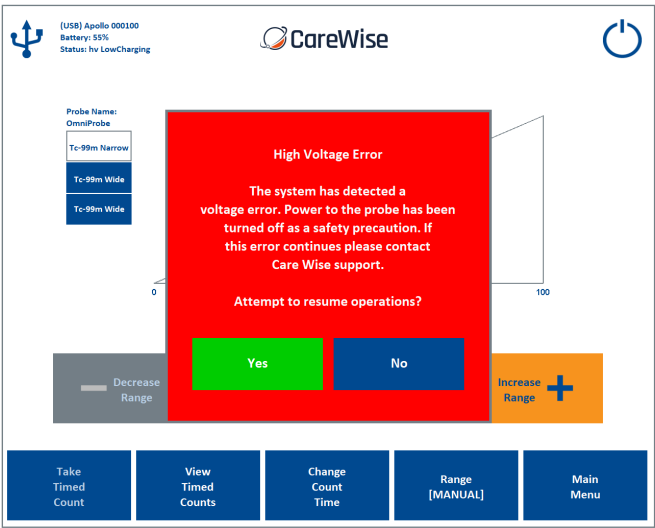 (USB) Apollo 000100
Battery: 55%
Status: hv LowCharging
CareWise
Probe Name:
OmniProbe
Tc-99m Narrow
Tc-99m Wide
Tc-99m Wide
High Voltage Error
The system has detected a
voltage error. Power to the probe has been
turned off as a safety precaution. If
this error continues please contact
Care Wise support.
Attempt to resume operations?
Yes
No
0
100
Decrease
Range
Increase
Range
Take
Timed
Count
View
Timed
Counts
Change
Count
Time
Range
[MANUAL]
Main
Menu